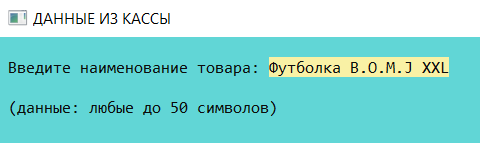 ДАННЫЕ ИЗ КАССЫ
Введите наименование товара: Футболка B.O.M.J XXL
(данные: любые до 50 символов)